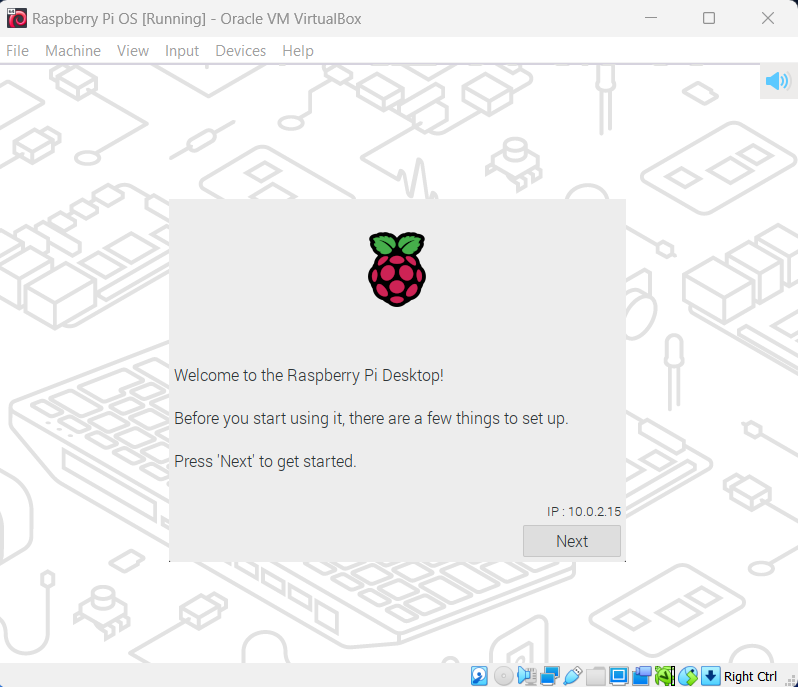 Raspberry Pi OS [Running] - Oracle VM VirtualBox
File Machine View Input Devices Help
Welcome to the Raspberry Pi Desktop!
Before you start using it, there are a few things to set up.
Press 'Next' to get started.
IP : 10.0.2.15
Next
Right Ctrl